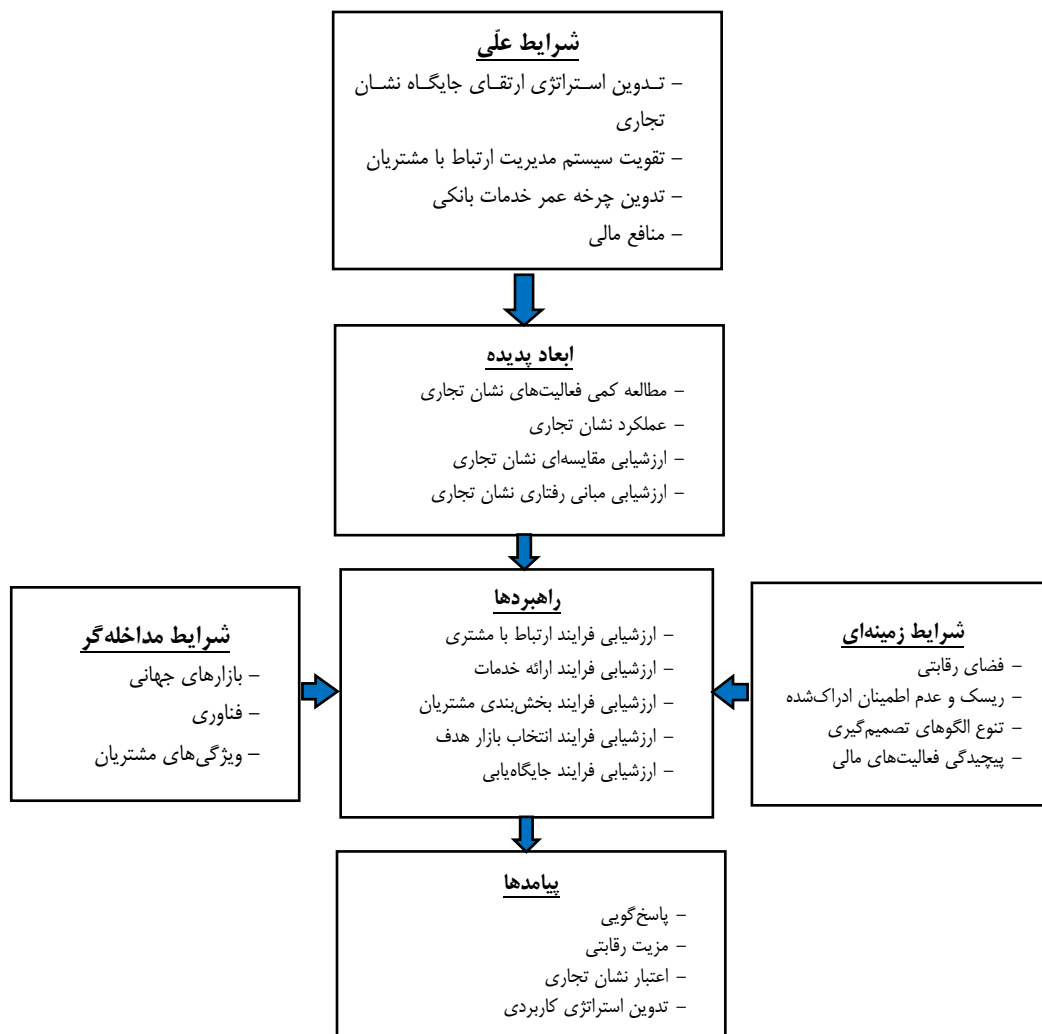 شرایط علّی
– تـدوین اسـتراتژی ارتقـای جایگـاه نشـان
تجاری
– تقویت سیستم مدیریت ارتباط با مشتریان
– تدوین چرخه عمر خدمات بانکی
– منافع مالی
ابعاد پدیده
– مطالعه کمی فعالیت‌های نشان تجاری
– عملکرد نشان تجاری
– ارزشیابی مقایسه‌ای نشان تجاری
– ارزشیابی مبانی رفتاری نشان تجاری
شرایط زمینه‌ای
– فضای رقابتی
– ریسک و عدم اطمینان ادراک‌شده
– تنوع الگوهای تصمیم‌گیری
– پیچیدگی فعالیت‌های مالی
راهبردها
– ارزشیابی فرایند ارتباط با مشتری
– ارزشیابی فرایند ارائه خدمات
– ارزشیابی فرایند بخش‌بندی مشتریان
– ارزشیابی فرایند انتخاب بازار هدف
– ارزشیابی فرایند جایگاه‌یابی
شرایط مداخله‌گر
– بازارهای جهانی
– فناوری
– ویژگی‌های مشتریان
پیامدها
– پاسخ‌گویی
– مزیت رقابتی
– اعتبار نشان تجاری
– تدوین استراتژی کاربردی